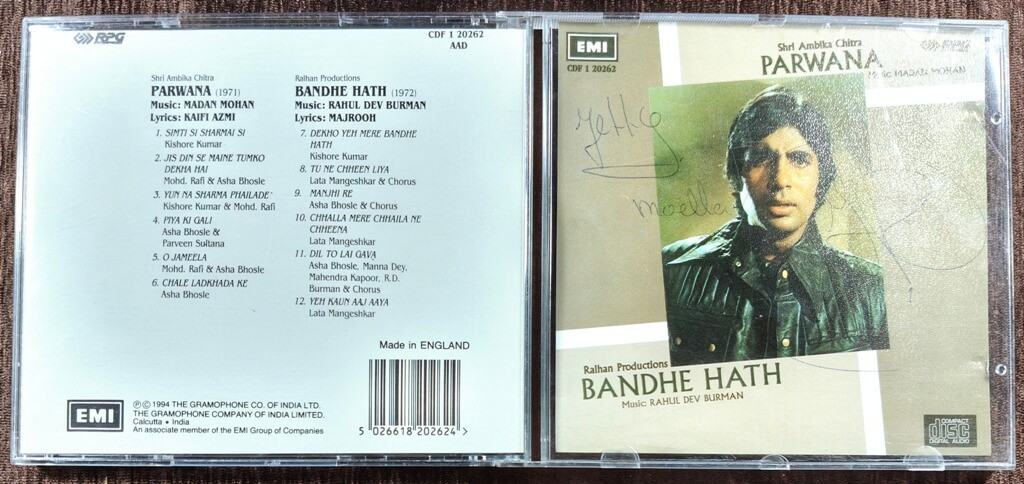 RPG
CDF 1 20262
AAD
Shri Ambika Chitra
PARWANA (1971)
Music: MADAN MOHAN
Lyrics: KAIFI AZMI
1. SIMTI SI SHARMAI SI
Kishore Kumar
2. JIS DIN SE MAINE TUMKO
DEKHA HAI
Mohd. Rafi & Asha Bhosle
3. YUN NA SHARMA PHAILADE
Kishore Kumar & Mohd. Rafi
4. PIYA KI GALI
Asha Bhosle &
Parveen Sultana
5. O JAMEELA
Mohd. Rafi & Asha Bhosle
6. CHALE LADKHADA KE
Asha Bhosle
Ralhan Productions
BANDHE HATH (1972)
Music: RAHUL DEV BURMAN
Lyrics: MAJROOH
7. DEKHO YEH MERE BANDHE
HATH
Kishore Kumar
8. TU NE CHHEEN LIYA
Lata Mangeshkar & Chorus
9. MANJHI RE
Asha Bhosle & Chorus
10. CHHALLA MERE CHHAILA NE
CHHEENA
Lata Mangeshkar
11. DIL TO LAI GAVA
Asha Bhosle, Manna Dey,
Mahendra Kapoor, R.D.
Burman & Chorus
12. YEH KAUN AAJ AAYA
Lata Mangeshkar
Made in ENGLAND
EMI
℗© 1994 THE GRAMOPHONE CO. OF INDIA LTD.
THE GRAMOPHONE COMPANY OF INDIA LIMITED.
Calcutta • India
An associate member of the EMI Group of Companies
5 026618 202624 >
EMI
CDF 1 20262
Shri Ambika Chitra
PARWANA
Music: MADAN MOHAN
RPG
Ralhan Productions
BANDHE HATH
Music: RAHUL DEV BURMAN
COMPACT
disc
DIGITAL AUDIO